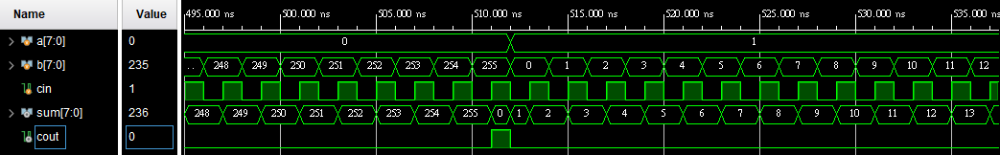 Name Value 495.000 ns 500.000 ns 505.000 ns 510.000 ns 515.000 ns 520.000 ns 525.000 ns 530.000 ns 535.000
a[7:0] 0 0 1
b[7:0] 235 .. 248 249 250 251 252 253 254 255 0 1 2 3 4 5 6 7 8 9 10 11 12
cin 1
sum[7:0] 236 248 249 250 251 252 253 254 255 0 1 2 3 4 5 6 7 8 9 10 11 12 13
cout 0